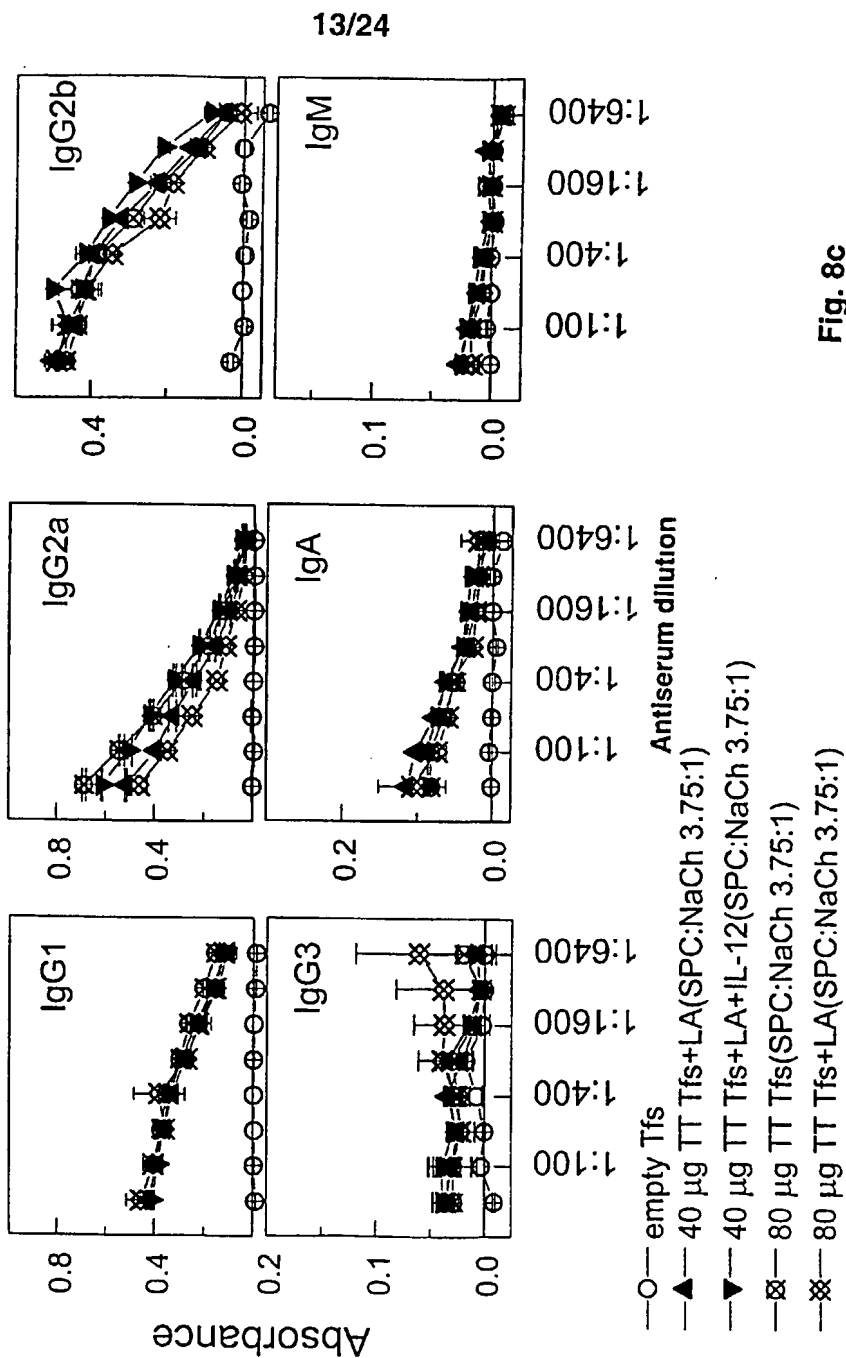 13/24
IgG1
IgG2a
IgG2b
0.8
0.4
0.8
0.4
0.0
0.4
0.0
IgG3
IgA
IgM
0.2
0.0
0.2
0.0
0.1
0.0
Absorbance
1:100
1:400
1:1600
1:6400
1:100
1:400
1:1600
1:6400
1:100
1:400
1:1600
1:6400
Antiserum dilution
empty Tfs
40 µg TT Tfs+LA(SPC:NaCh 3.75:1)
40 µg TT Tfs+LA+IL-12(SPC:NaCh 3.75:1)
80 µg TT Tfs(SPC:NaCh 3.75:1)
80 µg TT Tfs+LA(SPC:NaCh 3.75:1)
Fig. 8c